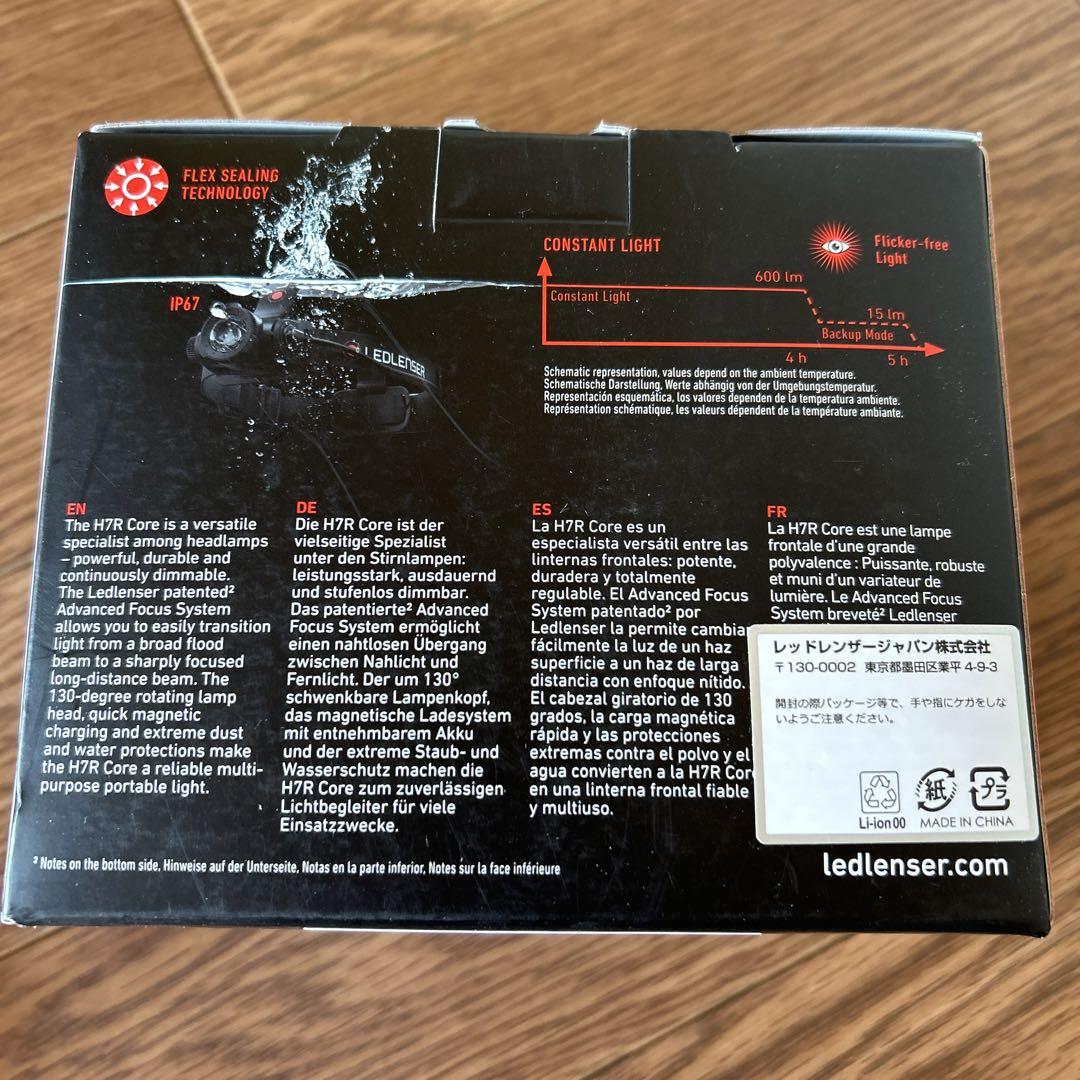 FLEX SEALING
TECHNOLOGY
IP67
LEDLENSER
CONSTANT LIGHT
Flicker-free
Light
600 lm
Constant Light
15 lm
Backup Mode
4 h
5 h
Schematic representation, values depend on the ambient temperature.
Schematische Darstellung, Werte abhängig von der Umgebungstemperatur.
Representación esquemática, los valores dependen de la temperatura ambiente.
Représentation schématique, les valeurs dépendent de la température ambiante.
EN
The H7R Core is a versatile
specialist among headlamps
– powerful, durable and
continuously dimmable.
The Ledlenser patented²
Advanced Focus System
allows you to easily transition
light from a broad flood
beam to a sharply focused
long-distance beam. The
130-degree rotating lamp
head, quick magnetic
charging and extreme dust
and water protections make
the H7R Core a reliable multi-
purpose portable light.
DE
Die H7R Core ist der
vielseitige Spezialist
unter den Stirnlampen:
leistungsstark, ausdauernd
und stufenlos dimmbar.
Das patentierte² Advanced
Focus System ermöglicht
einen nahtlosen Übergang
zwischen Nahlicht und
Fernlicht. Der um 130°
schwenkbare Lampenkopf,
das magnetische Ladesystem
mit entnehmbarem Akku
und der extreme Staub- und
Wasserschutz machen die
H7R Core zum zuverlässigen
Lichtbegleiter für viele
Einsatzzwecke.
ES
La H7R Core es un
especialista versátil entre las
linternas frontales: potente,
duradera y totalmente
regulable. El Advanced Focus
System patentado² por
Ledlenser la permite cambiar
fácilmente la luz de un haz
superficie a un haz de larga
distancia con enfoque nítido.
El cabezal giratorio de 130
grados, la carga magnética
rápida y las protecciones
extremas contra el polvo y el
agua convierten a la H7R Core
en una linterna frontal fiable
y multiuso.
FR
La H7R Core est une lampe
frontale d'une grande
polyvalence : Puissante, robuste
et muni d'un variateur de
lumière. Le Advanced Focus
System breveté² Ledlenser
レッドレンザージャパン株式会社
〒130-0002 東京都墨田区業平 4-9-3
開封の際パッケージ等で、手や指にケガをしな
いようご注意ください。
紙
プラ
Li-ion 00
MADE IN CHINA
³ Notes on the bottom side, Hinweise auf der Unterseite, Notas en la parte inferior, Notes sur la face inférieure
ledlenser.com